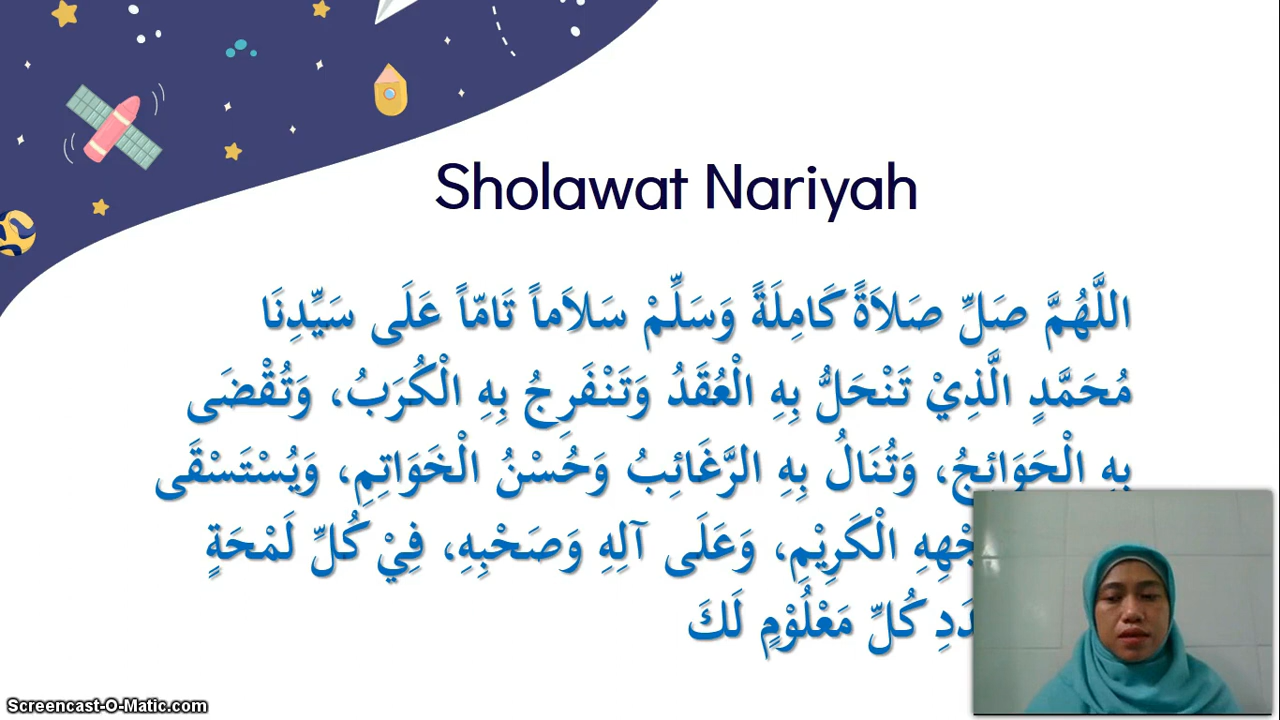 Sholawat Nariyah
اللَّهُمَّ صَلِّ صَلاَةً كَامِلَةً وَسَلِّمْ سَلاَماً تَامّاً عَلَى سَيِّدِنَا
مُحَمَّدٍ الَّذِيْ تَنْحَلُّ بِهِ الْعُقَدُ وَتَنْفَرِجُ بِهِ الْكُرَبُ، وَتُقْضَى
بِهِ الْحَوَائِجُ، وَتُنَالُ بِهِ الرَّغَائِبُ وَحُسْنُ الْخَوَاتِمِ، وَيُسْتَسْقَى
الْكَرِيْمِ، وَعَلَى آلِهِ وَصَحْبِهِ، فِيْ كُلِّ لَمْحَةٍ
كُلِّ مَعْلُوْمٍ لَكَ
Screencast-O-Matic.com